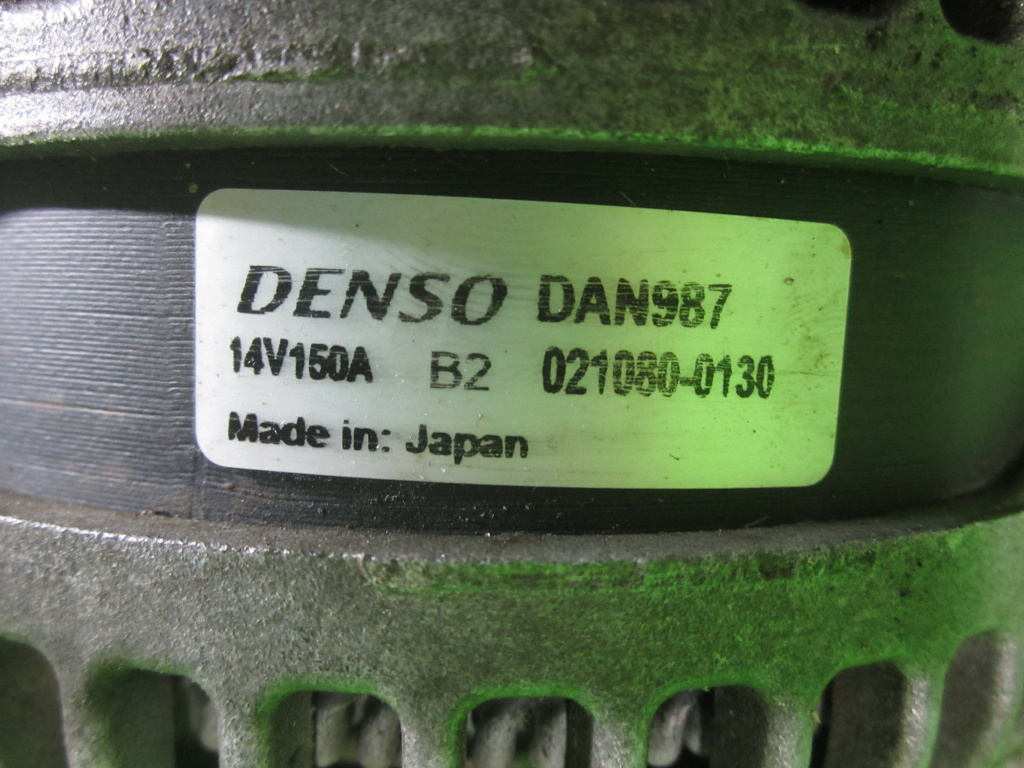 DENSO DAN987
14V150A B2 021080-0130
Made in: Japan